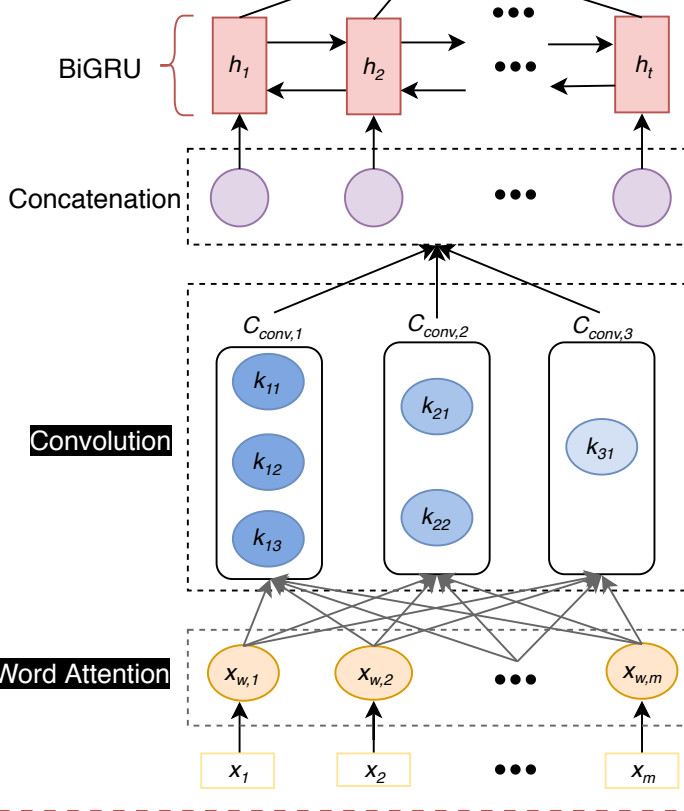 BiGRU
h1 h2 ••• ••• ht
Concatenation •••
Cconv,1 Cconv,2 Cconv,3
k11 k21
k12 k31
k13 k22
Convolution
Word Attention xw,1 xw,2 ••• xw,m
x1 x2 ••• xm